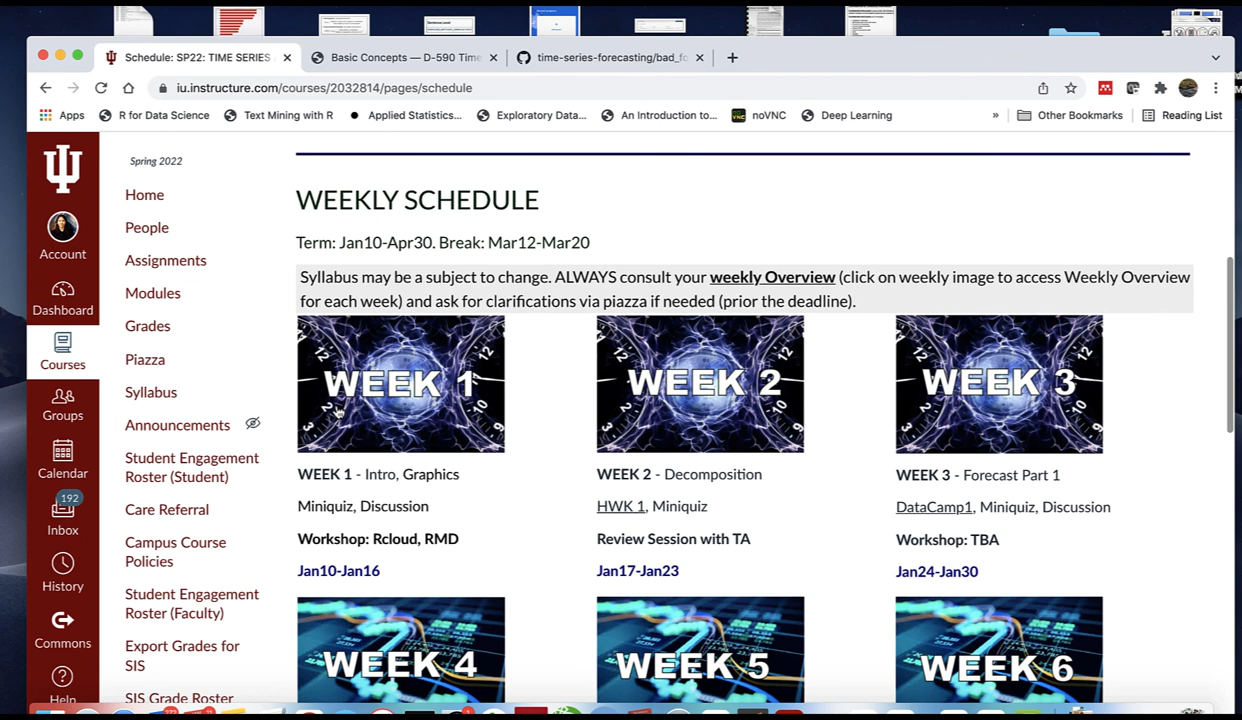 Schedule: SP22: TIME SERIES
Basic Concepts — D-590 Time
time-series-forecasting/bad_fo
iu.instructure.com/courses/2032814/pages/schedule
Apps
R for Data Science
Text Mining with R
Applied Statistics...
Exploratory Data...
An Introduction to...
noVNC
Deep Learning
»
Other Bookmarks
Reading List
Account
Dashboard
Courses
Groups
Calendar
192
Inbox
History
Commons
Help
Spring 2022
Home
People
Assignments
Modules
Grades
Piazza
Syllabus
Announcements
Student Engagement
Roster (Student)
Care Referral
Campus Course
Policies
Student Engagement
Roster (Faculty)
Export Grades for
SIS
SIS Grade Roster
WEEKLY SCHEDULE
Term: Jan10-Apr30. Break: Mar12-Mar20
Syllabus may be a subject to change. ALWAYS consult your weekly Overview (click on weekly image to access Weekly Overview
for each week) and ask for clarifications via piazza if needed (prior the deadline).
WEEK 1
WEEK 1 - Intro, Graphics
Miniquiz, Discussion
Workshop: Rcloud, RMD
Jan10-Jan16
WEEK 2
WEEK 2 - Decomposition
HWK 1, Miniquiz
Review Session with TA
Jan17-Jan23
WEEK 3
WEEK 3 - Forecast Part 1
DataCamp1, Miniquiz, Discussion
Workshop: TBA
Jan24-Jan30
WEEK 4
WEEK 5
WEEK 6